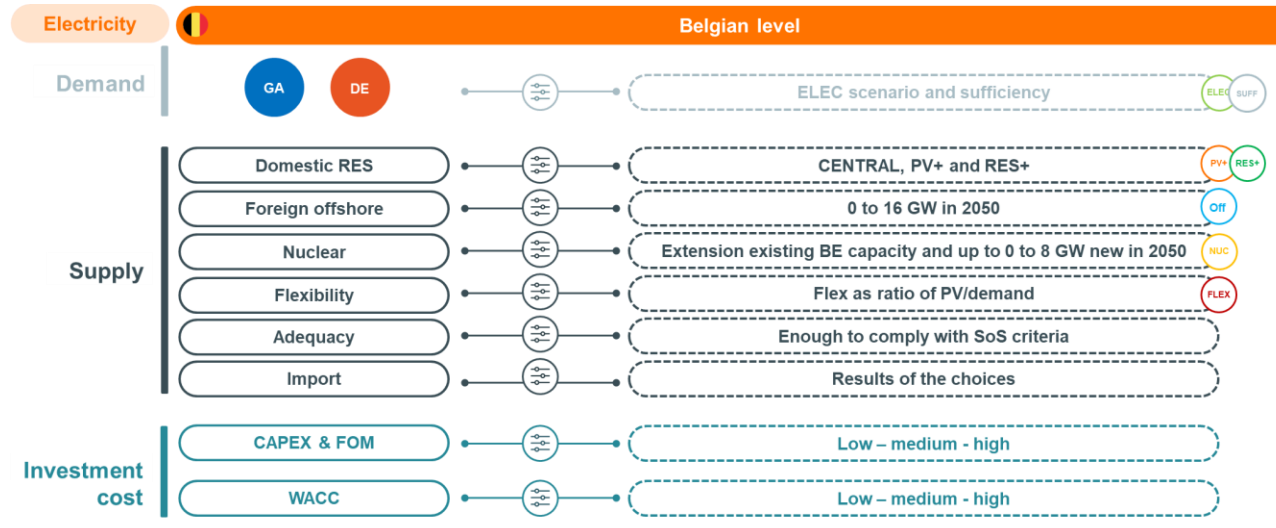 Electricity
Belgian level
Demand
GA
DE
ELEC scenario and sufficiency
ELEC
SUFF
Supply
Domestic RES
CENTRAL, PV+ and RES+
PV+
RES+
Foreign offshore
0 to 16 GW in 2050
Off
Nuclear
Extension existing BE capacity and up to 0 to 8 GW new in 2050
NUC
Flexibility
Flex as ratio of PV/demand
FLEX
Adequacy
Enough to comply with SoS criteria
Import
Results of the choices
Investment
cost
CAPEX & FOM
Low – medium - high
WACC
Low – medium - high